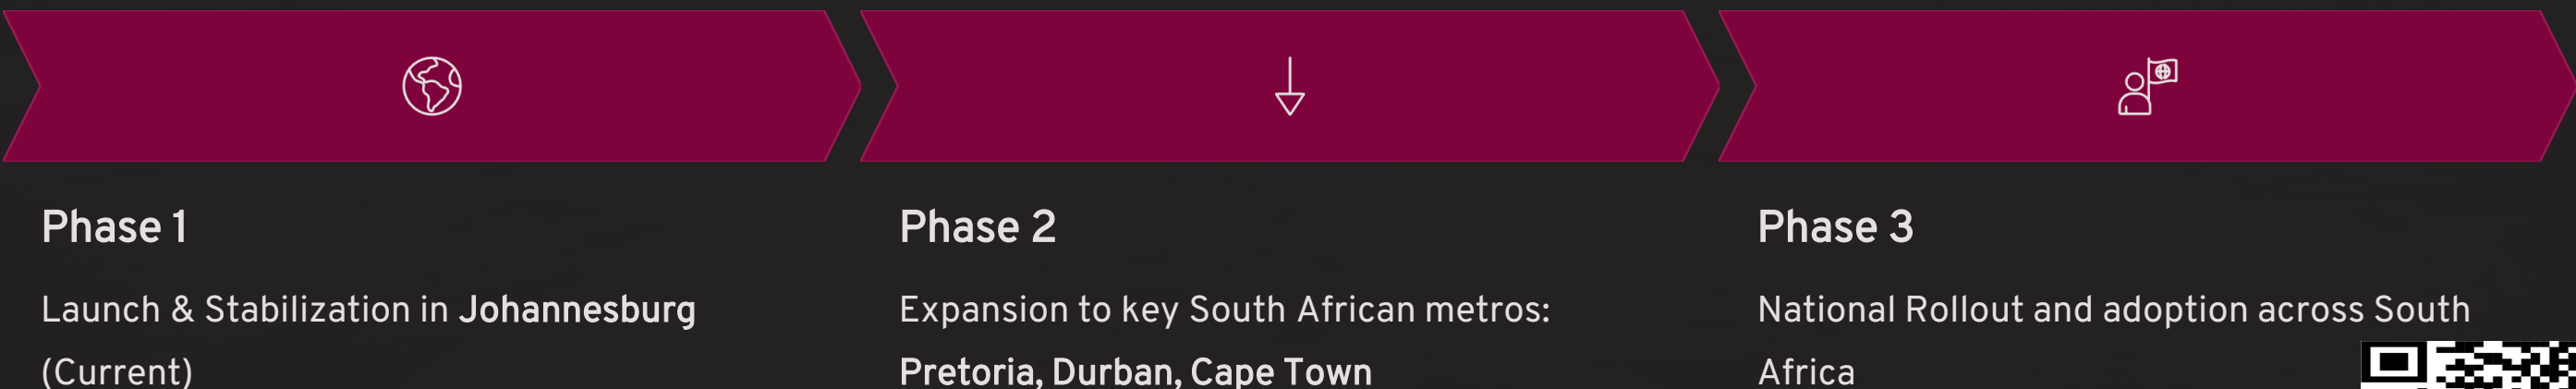 Phase 1
Launch & Stabilization in Johannesburg
(Current)
Phase 2
Expansion to key South African metros:
Pretoria, Durban, Cape Town
Phase 3
National Rollout and adoption across South
Africa